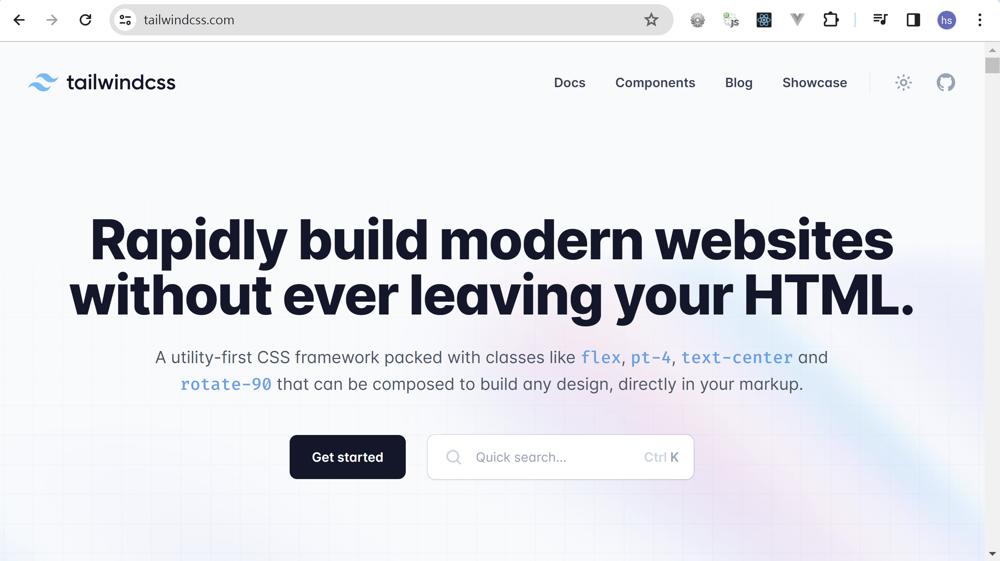 tailwindcss.com
JS
hs
tailwindcss
Docs Components Blog Showcase
Rapidly build modern websites
without ever leaving your HTML.
A utility-first CSS framework packed with classes like flex, pt-4, text-center and
rotate-90 that can be composed to build any design, directly in your markup.
Get started
Quick search... Ctrl K